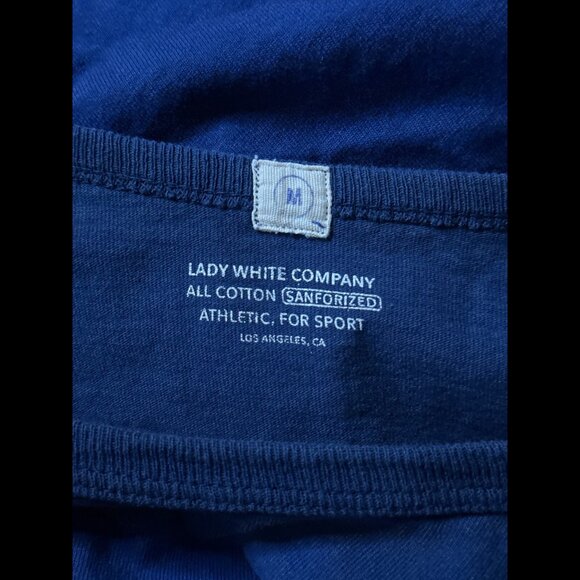 M
LADY WHITE COMPANY
ALL COTTON SANFORIZED
ATHLETIC, FOR SPORT
LOS ANGELES, CA